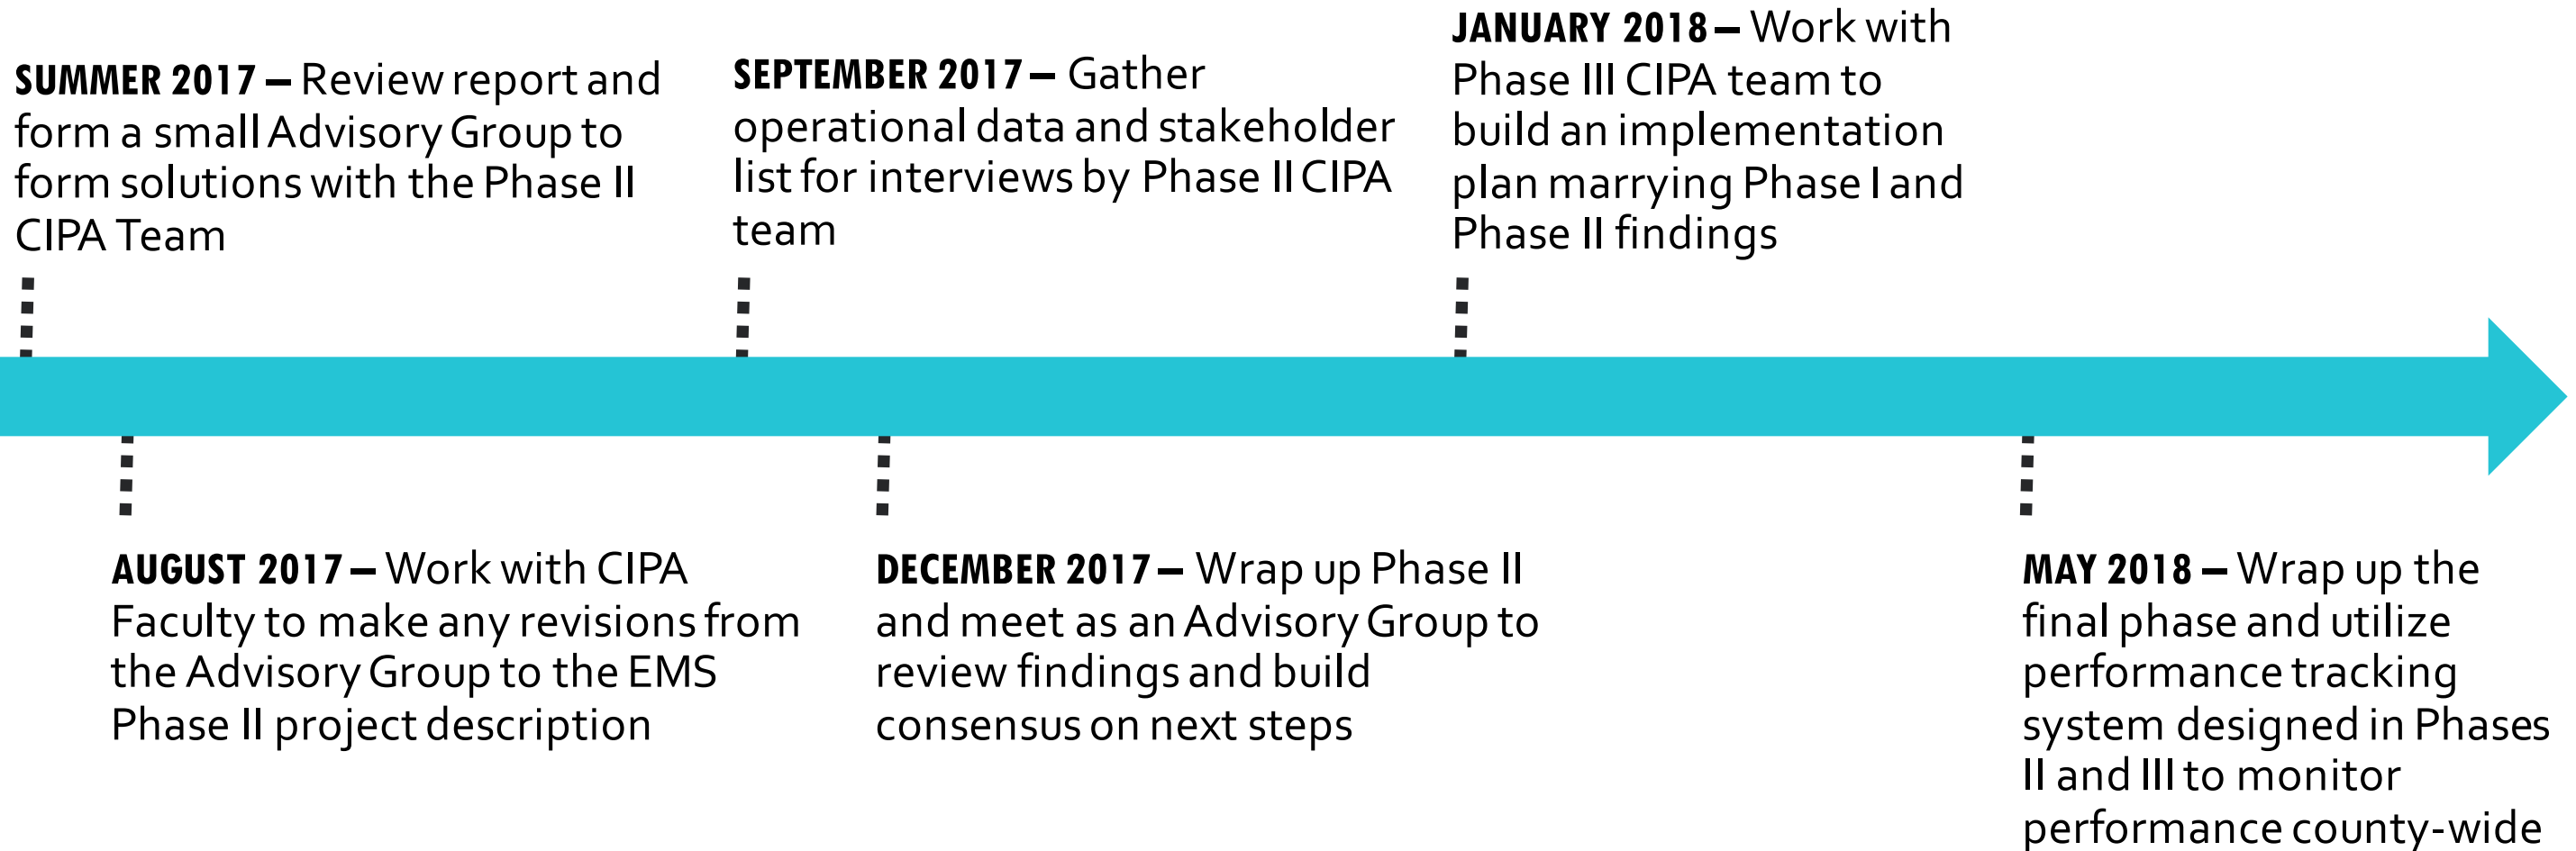 SUMMER 2017 – Review report and
form a small Advisory Group to
form solutions with the Phase II
CIPA Team
AUGUST 2017 – Work with CIPA
Faculty to make any revisions from
the Advisory Group to the EMS
Phase II project description
SEPTEMBER 2017 – Gather
operational data and stakeholder
list for interviews by Phase II CIPA
team
DECEMBER 2017 – Wrap up Phase II
and meet as an Advisory Group to
review findings and build
consensus on next steps
JANUARY 2018 – Work with
Phase III CIPA team to
build an implementation
plan marrying Phase I and
Phase II findings
MAY 2018 – Wrap up the
final phase and utilize
performance tracking
system designed in Phases
II and III to monitor
performance county-wide